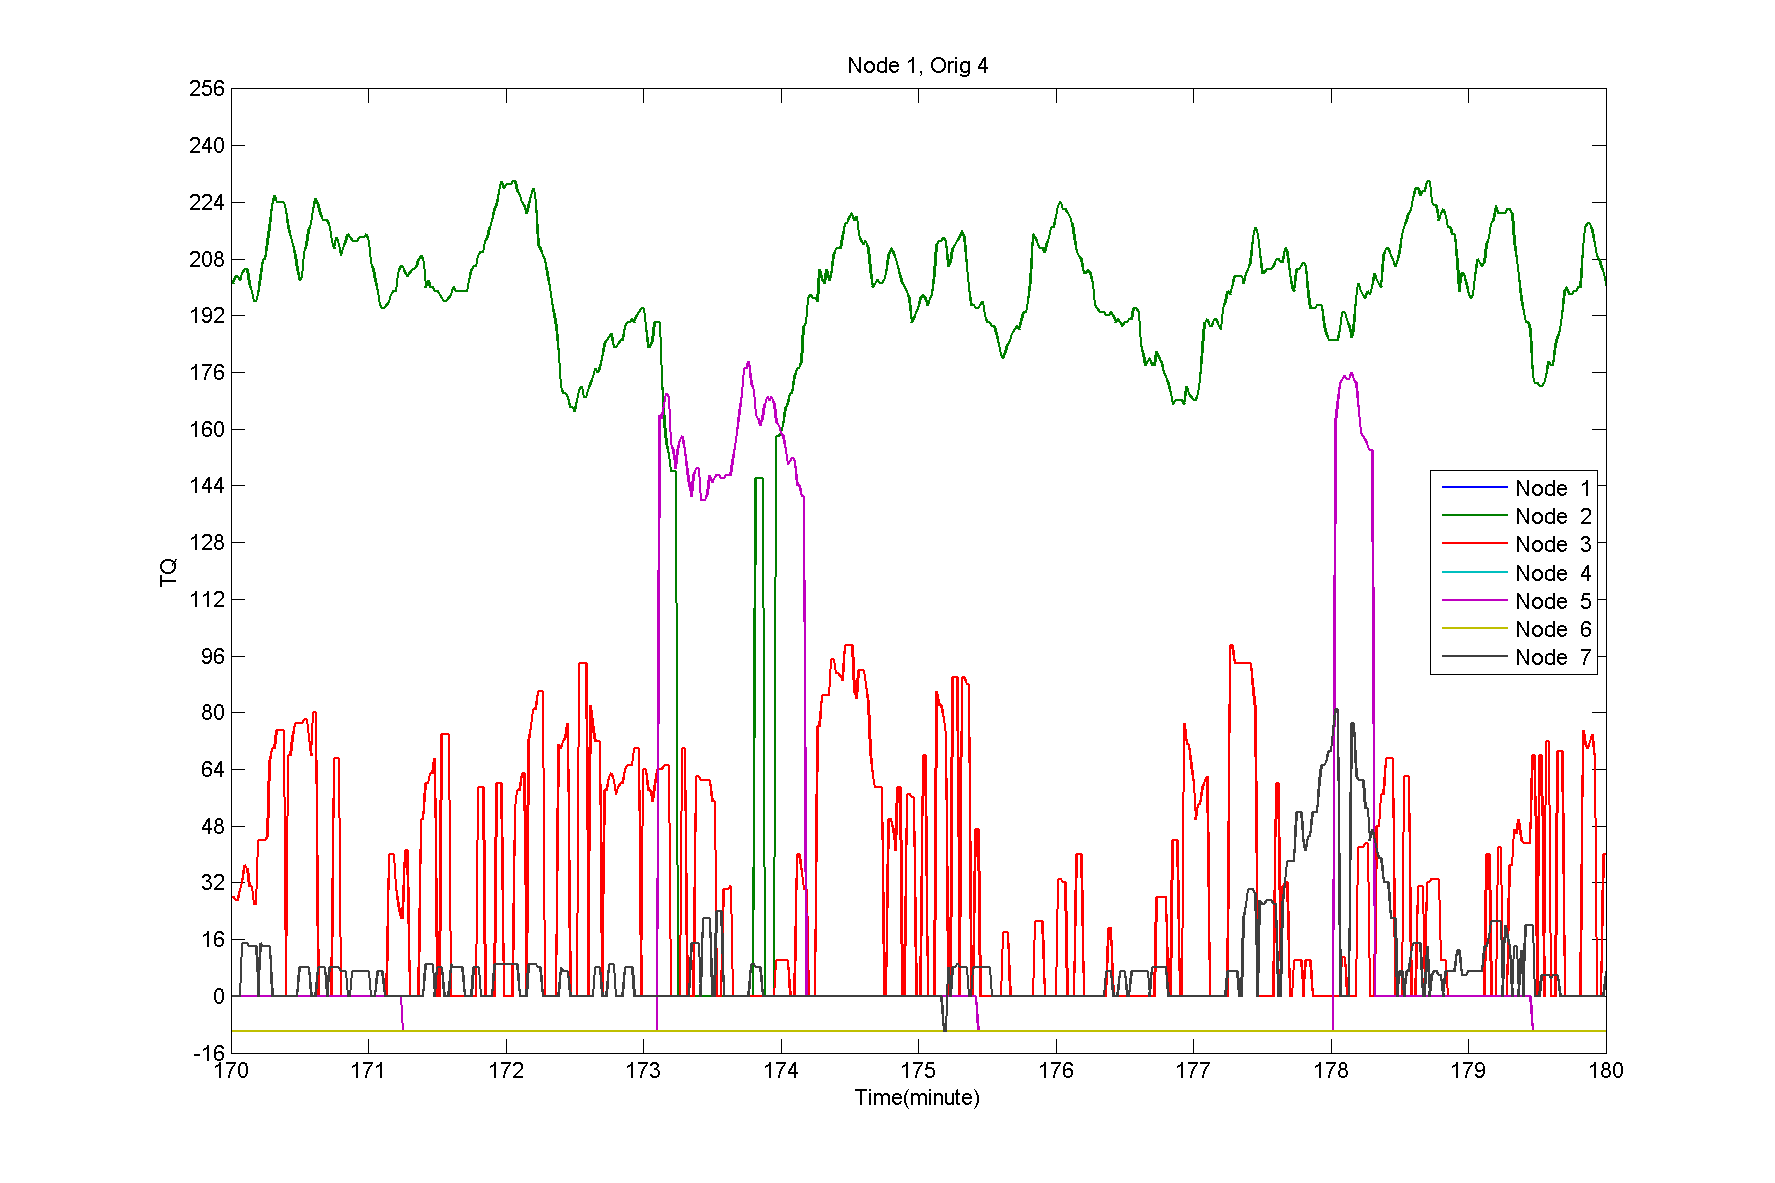 Node 1, Orig 4
256
240
224
208
192
176
160
144
128
112
96
80
64
48
32
16
0
-16
TQ
170 171 172 173 174 175 176 177 178 179 180
Time(minute)
Node 1
Node 2
Node 3
Node 4
Node 5
Node 6
Node 7